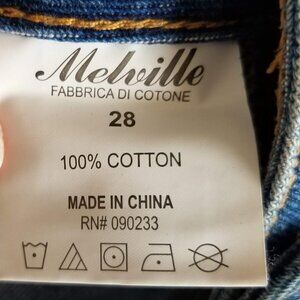 Melville
FABBRICA DI COTONE
28
100% COTTON
MADE IN CHINA
RN# 090233